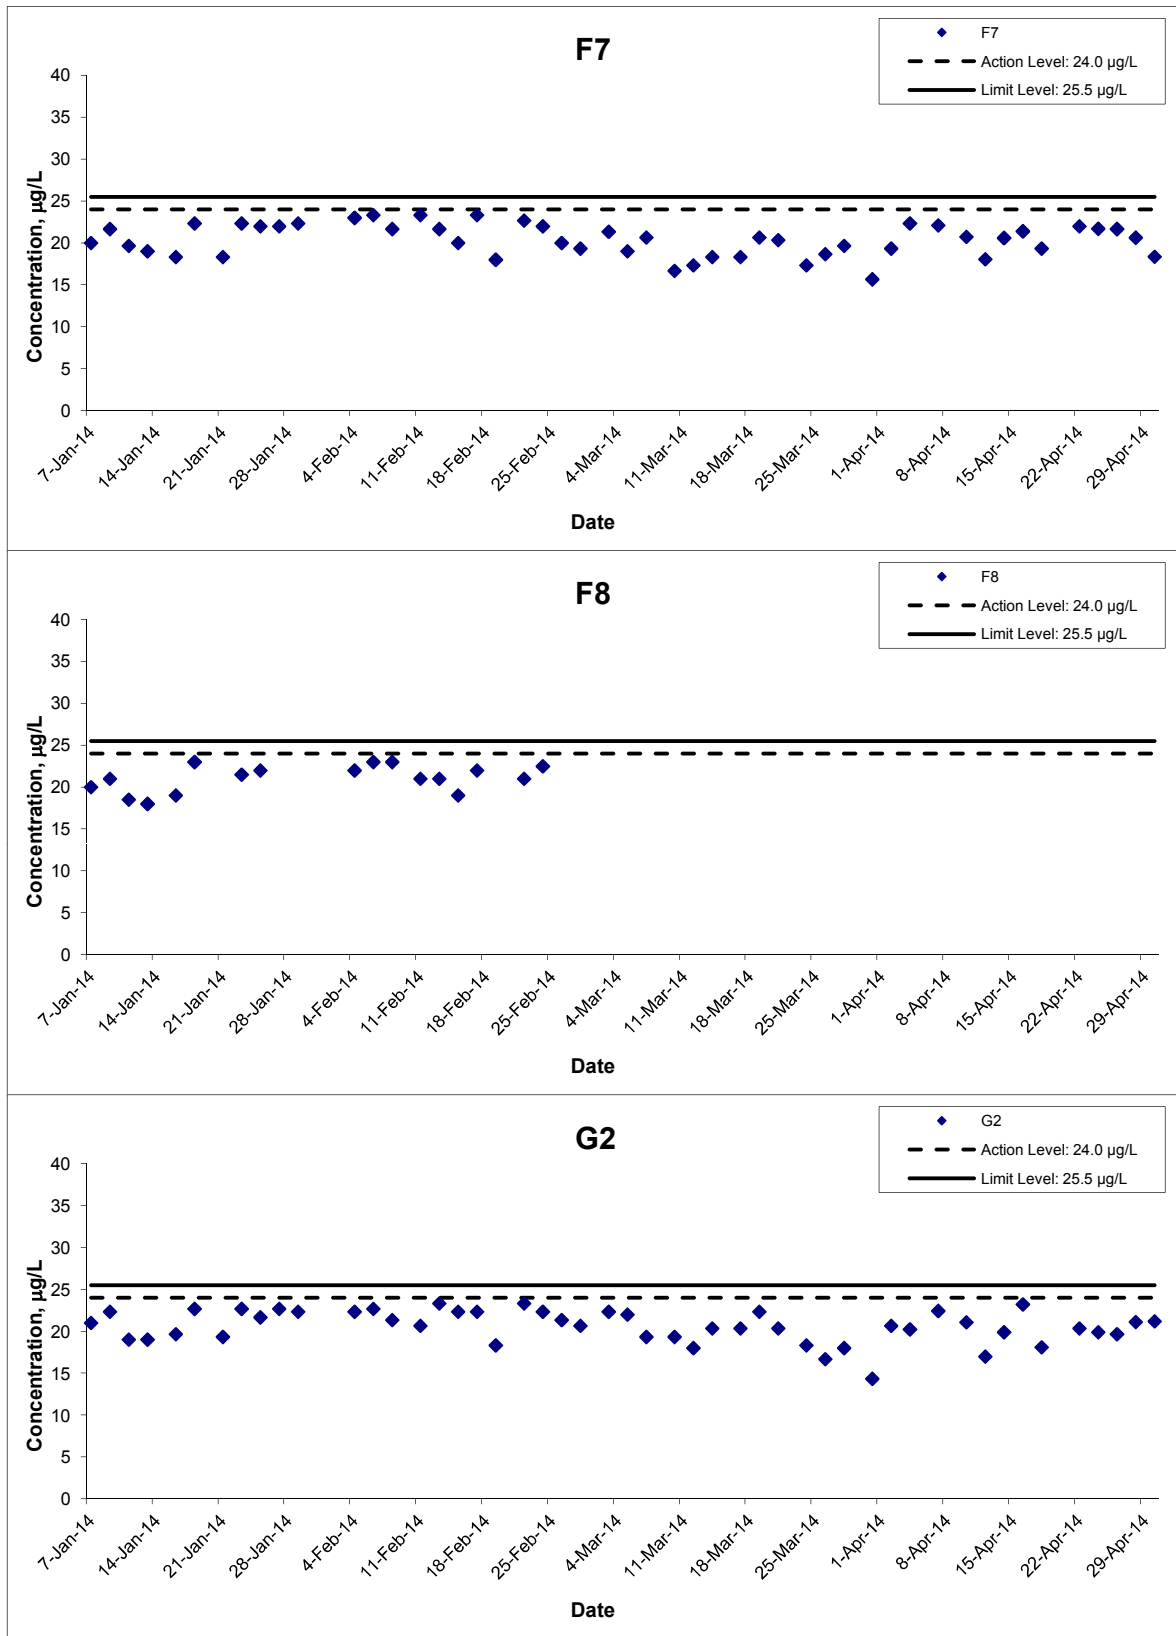 F7
F7
Action Level: 24.0 µg/L
Limit Level: 25.5 µg/L
Concentration, µg/L
40
35
30
25
20
15
10
5
0
7-Jan-14
14-Jan-14
21-Jan-14
28-Jan-14
4-Feb-14
11-Feb-14
18-Feb-14
25-Feb-14
4-Mar-14
11-Mar-14
18-Mar-14
25-Mar-14
1-Apr-14
8-Apr-14
15-Apr-14
22-Apr-14
29-Apr-14
Date
F8
F8
Action Level: 24.0 µg/L
Limit Level: 25.5 µg/L
Concentration, µg/L
40
35
30
25
20
15
10
5
0
7-Jan-14
14-Jan-14
21-Jan-14
28-Jan-14
4-Feb-14
11-Feb-14
18-Feb-14
25-Feb-14
4-Mar-14
11-Mar-14
18-Mar-14
25-Mar-14
1-Apr-14
8-Apr-14
15-Apr-14
22-Apr-14
29-Apr-14
Date
G2
G2
Action Level: 24.0 µg/L
Limit Level: 25.5 µg/L
Concentration, µg/L
40
35
30
25
20
15
10
5
0
7-Jan-14
14-Jan-14
21-Jan-14
28-Jan-14
4-Feb-14
11-Feb-14
18-Feb-14
25-Feb-14
4-Mar-14
11-Mar-14
18-Mar-14
25-Mar-14
1-Apr-14
8-Apr-14
15-Apr-14
22-Apr-14
29-Apr-14
Date